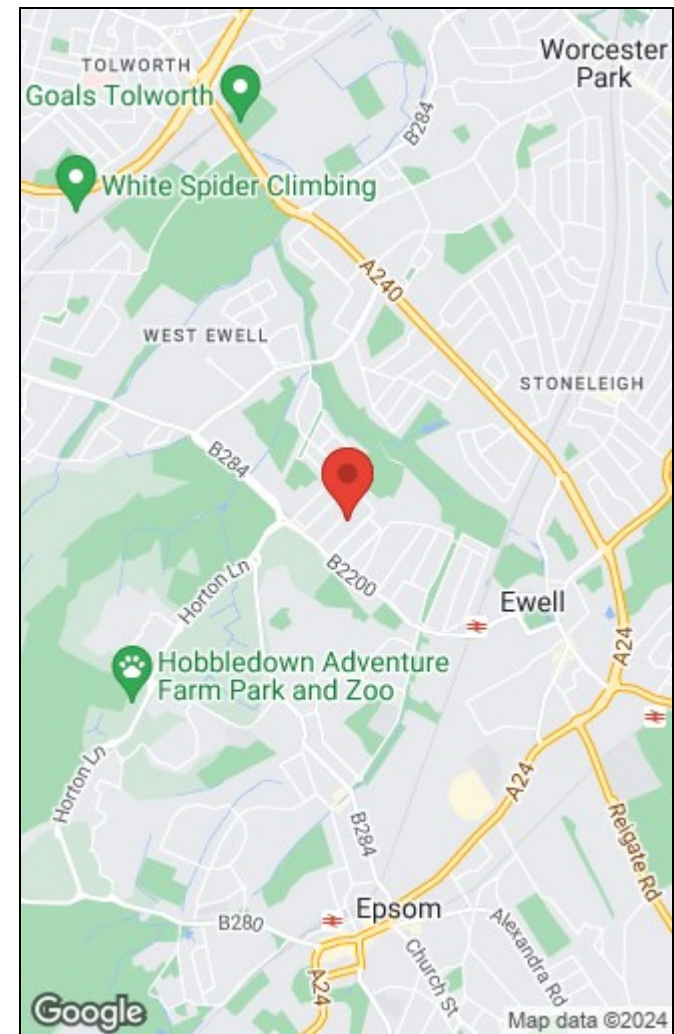 Worcester
Park
TOLWORTH
Goals Tolworth
B284
White Spider Climbing
A240
WEST EWELL
STONELEIGH
B284
B2200
Horton Ln
Ewell
A24
Hobbledown Adventure
Farm Park and Zoo
Horton Ln
A24
B284
Reigate Rd
Epsom
B280
Alexandra Rd
Church St
A24
Google
Map data ©2024